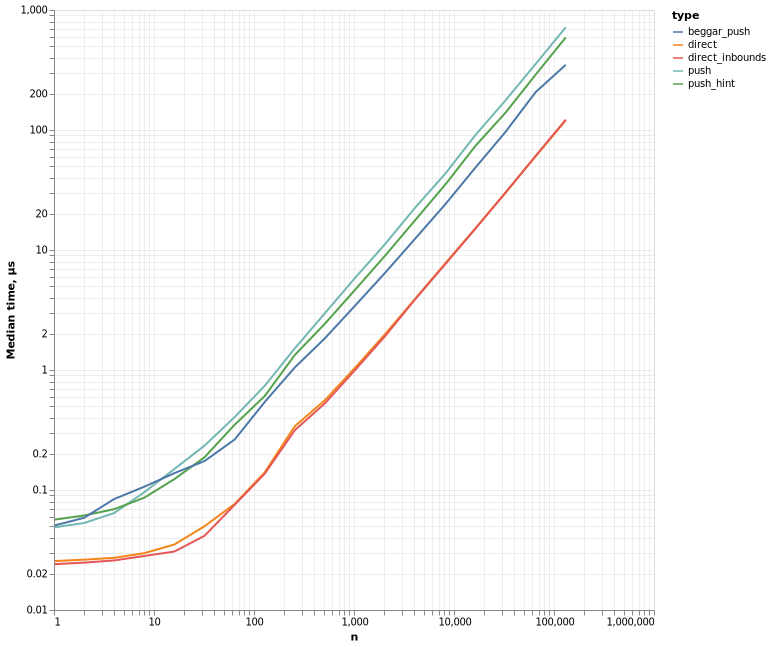 1,000
200
100
20
10
2
1
0.2
0.1
0.02
0.01
Median time, µs
1
10
100
1,000
10,000
100,000
1,000,000
n
type
beggar_push
direct
direct_inbounds
push
push_hint